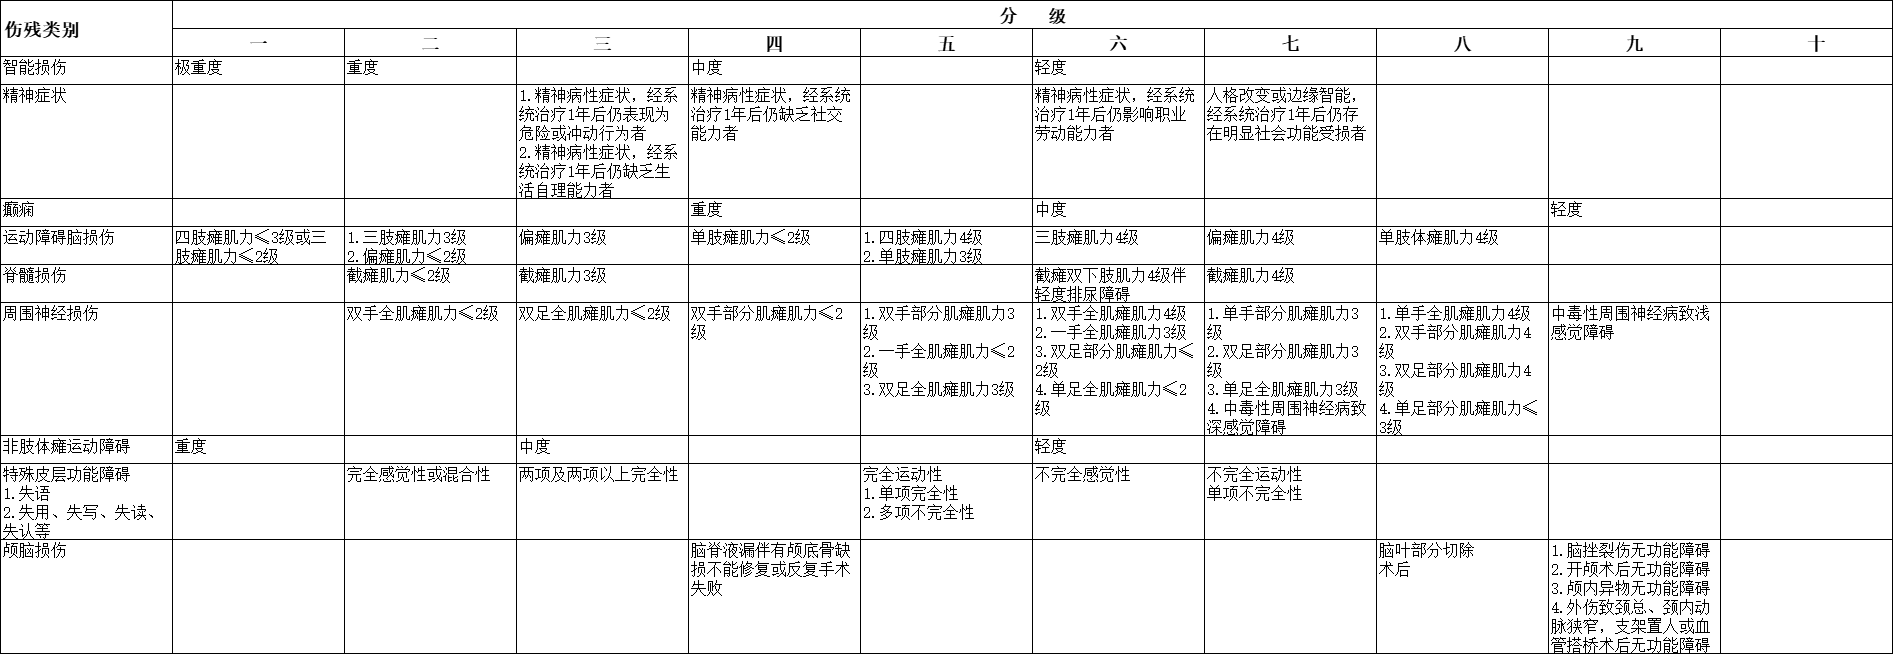 伤残类别
分 级
一 二 三 四 五 六 七 八 九 十
智能损伤
极重度
重度
中度
轻度
精神症状
1.精神病性症状，经系
统治疗1年后仍表现为
危险或冲动行为者
2.精神病性症状，经系
统治疗1年后仍缺乏生
活自理能力者
精神病性症状，经系统
治疗1年后仍缺乏社交
能力者
精神病性症状，经系统
治疗1年后仍影响职业
劳动能力者
人格改变或边缘智能，
经系统治疗1年后仍存
在明显社会功能受损者
癫痫
重度
中度
轻度
运动障碍脑损伤
四肢瘫肌力≤3级或三
肢瘫肌力≤2级
1.三肢瘫肌力3级
2.偏瘫肌力≤2级
偏瘫肌力3级
单肢瘫肌力≤2级
1.四肢瘫肌力4级
2.单肢瘫肌力3级
三肢瘫肌力4级
偏瘫肌力4级
单肢体瘫肌力4级
脊髓损伤
截瘫肌力≤2级
截瘫肌力3级
截瘫双下肢肌力4级伴
轻度排尿障碍
截瘫肌力4级
周围神经损伤
双手全肌瘫肌力≤2级
双足全肌瘫肌力≤2级
双手部分肌瘫肌力≤2
级
1.双手部分肌瘫肌力3
级
2.一手全肌瘫肌力≤2
级
3.双足全肌瘫肌力3级
1.双手全肌瘫肌力4级
2.一手全肌瘫肌力3级
3.双足部分肌瘫肌力≤
2级
4.单足全肌瘫肌力≤2
级
1.单手部分肌瘫肌力3
级
2.双足部分肌瘫肌力3
级
3.单足全肌瘫肌力3级
4.中毒性周围神经病致
深感觉障碍
1.单手全肌瘫肌力4级
2.双手部分肌瘫肌力4
级
3.双足部分肌瘫肌力4
级
4.单足部分肌瘫肌力≤
3级
中毒性周围神经病致浅
感觉障碍
非肢体瘫运动障碍
重度
中度
轻度
特殊皮层功能障碍
1.失语
2.失用、失写、失读、
失认等
完全感觉性或混合性
两项及两项以上完全性
完全运动性
1.单项完全性
2.多项不完全性
不完全感觉性
不完全运动性
单项不完全性
颅脑损伤
脑脊液漏伴有颅底骨缺
损不能修复或反复手术
失败
脑叶部分切除
术后
1.脑挫裂伤无功能障碍
2.开颅术后无功能障碍
3.颅内异物无功能障碍
4.外伤致颈总、颈内动
脉狭窄，支架置人或血
管搭桥术后无功能障碍